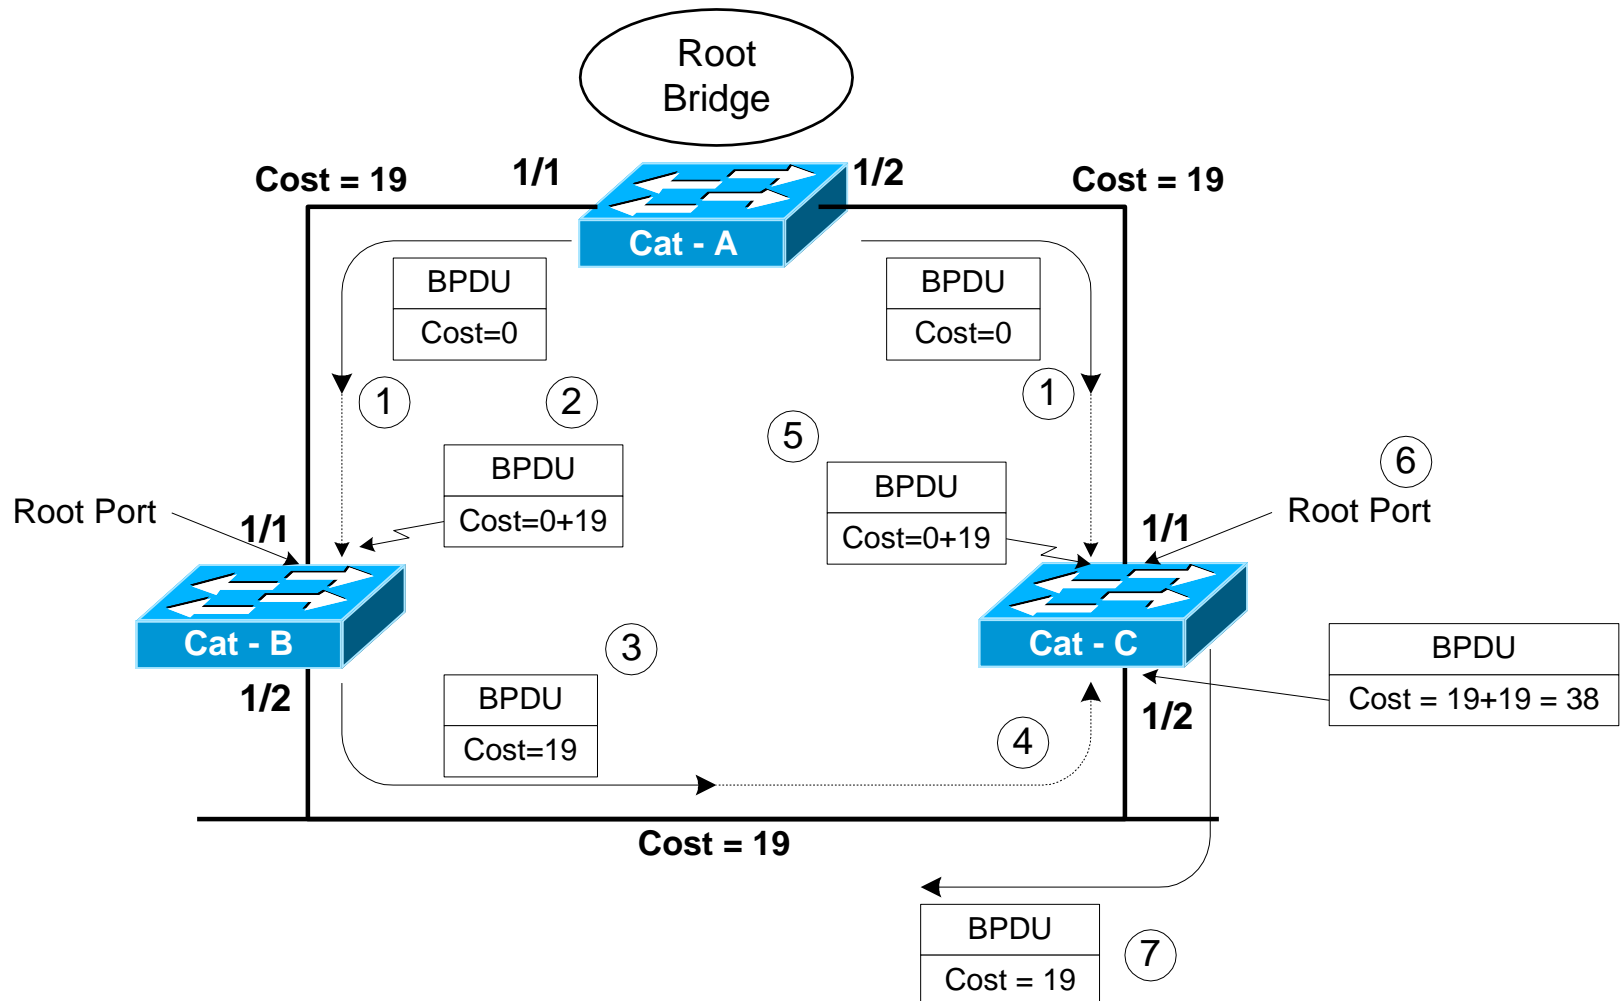 Root
Bridge
Cost = 19
1/1
1/2
Cost = 19
Cat - A
BPDU
Cost=0
BPDU
Cost=0
1
2
1
5
6
BPDU
Cost=0+19
BPDU
Cost=0+19
Root Port
1/1
1/1
Root Port
Cat - B
3
Cat - C
BPDU
Cost = 19+19 = 38
1/2
BPDU
Cost=19
4
1/2
Cost = 19
BPDU
Cost = 19
7